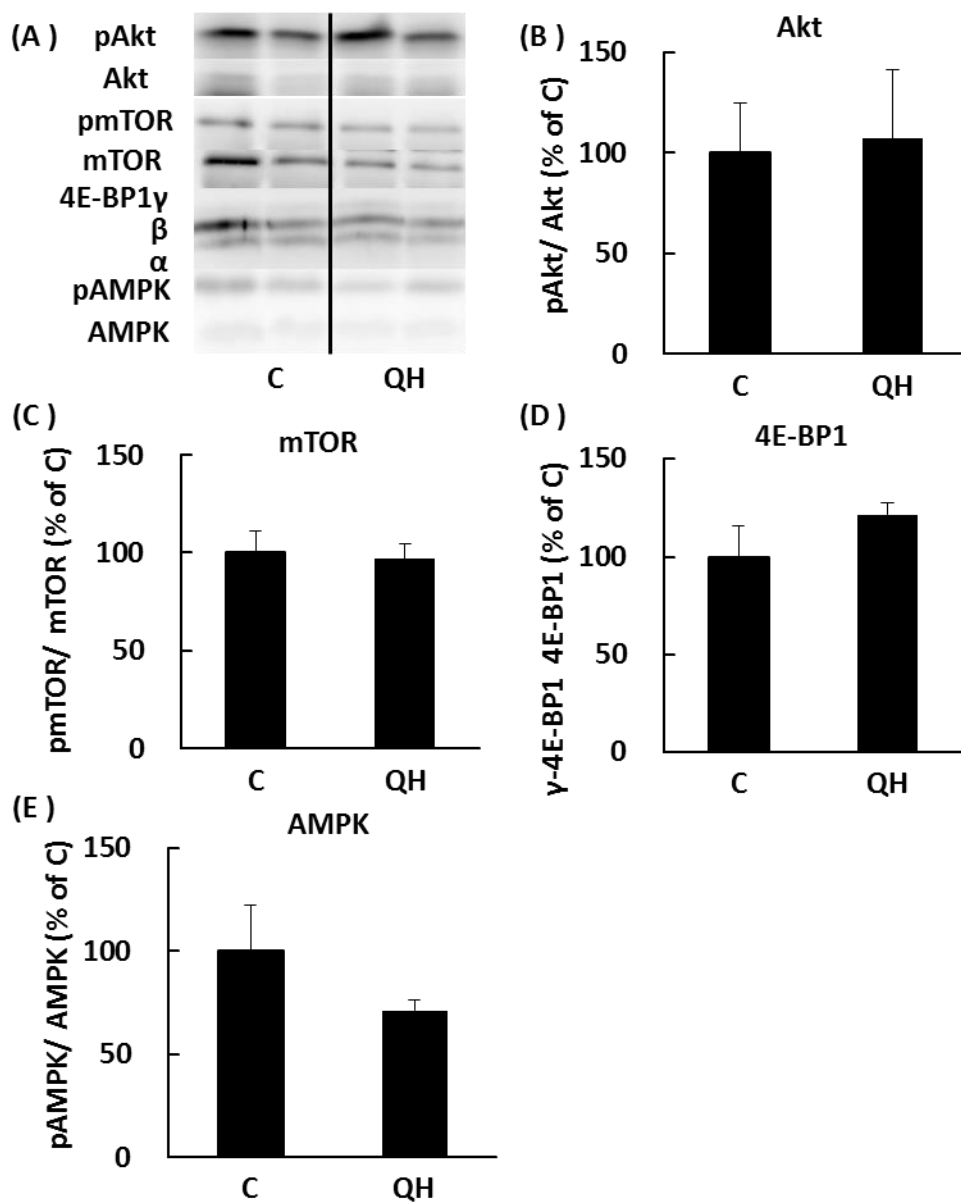 (A )
pAkt
Akt
pmTOR
mTOR
4E-BP1γ
β
α
pAMPK
AMPK
C QH
(B)
Akt
pAkt/ Akt (% of C)
150
100
50
0
C QH
(C )
mTOR
pmTOR/ mTOR (% of C)
150
100
50
0
C QH
(D )
4E-BP1
γ-4E-BP1 4E-BP1 (% of C)
150
100
50
0
C QH
(E )
AMPK
pAMPK/ AMPK (% of C)
150
100
50
0
C QH